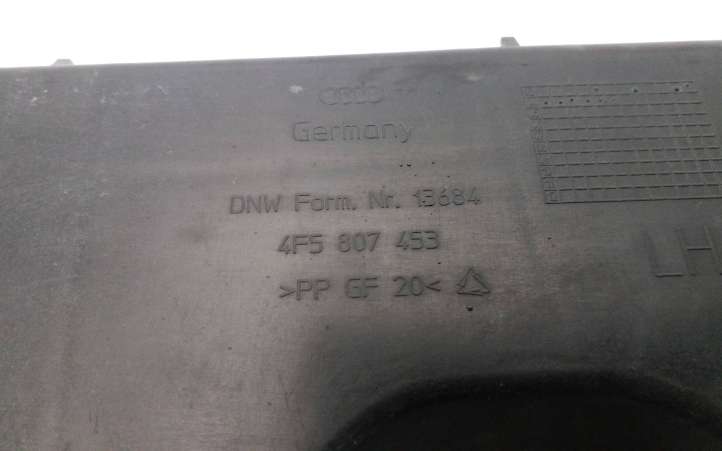 Germany
DNW Form. Nr. 13684
4F5 807 453
LH
>PP GF 20<